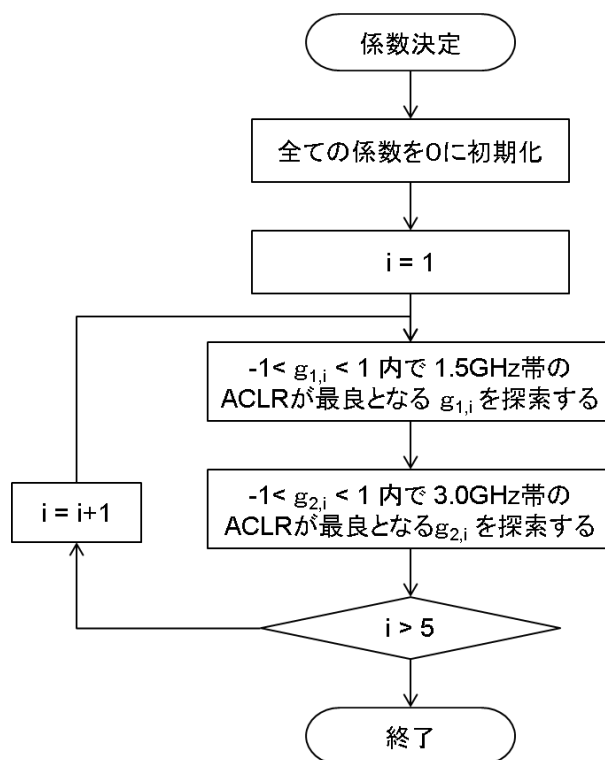 係数決定
全ての係数を0に初期化
i = 1
-1< g1,i < 1 内で 1.5GHz帯の
ACLRが最良となる g1,i を探索する
i = i+1
-1< g2,i < 1 内で 3.0GHz帯の
ACLRが最良となるg2,i を探索する
i > 5
終了